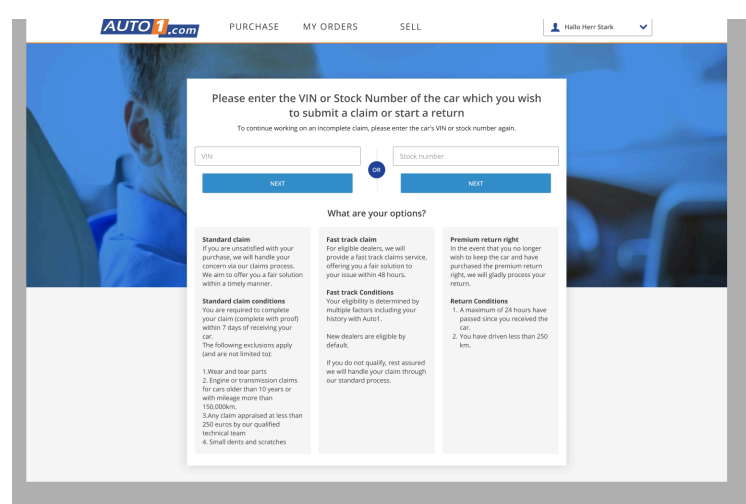 AUTO1.com
PURCHASE
MY ORDERS
SELL
Hallo Herr Stark
Please enter the VIN or Stock Number of the car which you wish
to submit a claim or start a return
To continue working on an incomplete claim, please enter the car's VIN or stock number again.
VIN
NEXT
OR
Stock number
NEXT
What are your options?
Standard claim
If you are unsatisfied with your
purchase, we will handle your
concern via our claims process.
We aim to offer you a fair solution
within a timely manner.
Standard claim conditions
You are required to complete
your claim (complete with proof)
within 7 days of receiving your
car.
The following exclusions apply
(and are not limited to):
1.Wear and tear parts
2. Engine or transmission claims
for cars older than 10 years or
with mileage more than
150.000km.
3.Any claim appraised at less than
250 euros by our qualified
technical team
4. Small dents and scratches
Fast track claim
For eligible dealers, we will
provide a fast track claims service,
offering you a fair solution to
your issue within 48 hours.
Fast track Conditions
Your eligibility is determined by
multiple factors including your
history with Auto1.
New dealers are eligible by
default.
If you do not qualify, rest assured
we will handle your claim through
our standard process.
Premium return right
In the event that you no longer
wish to keep the car and have
purchased the premium return
right, we will gladly process your
return.
Return Conditions
1. A maximum of 24 hours have
passed since you received the
car.
2. You have driven less than 250
km.